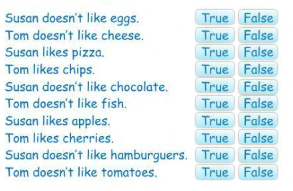 Susan doesn't like eggs. True False
Tom doesn't like cheese. True False
Susan likes pizza. True False
Tom likes chips. True False
Susan doesn't like chocolate. True False
Tom doesn't like fish. True False
Susan likes apples. True False
Tom likes cherries. True False
Susan doesn't like hamburguers. True False
Tom doesn't like tomatoes. True False